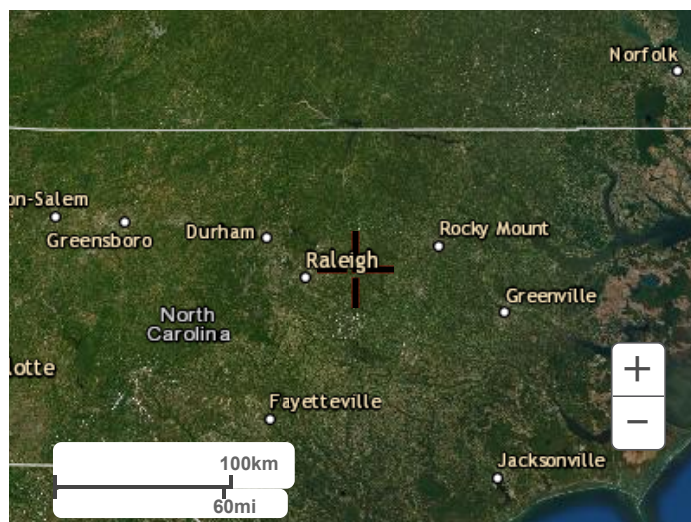 Norfolk
on-Salem
Greensboro
Durham
Rocky Mount
Raleigh
Greenville
North
Carolina
lotte
Fayetteville
Jacksonville
100km
60mi
+
−